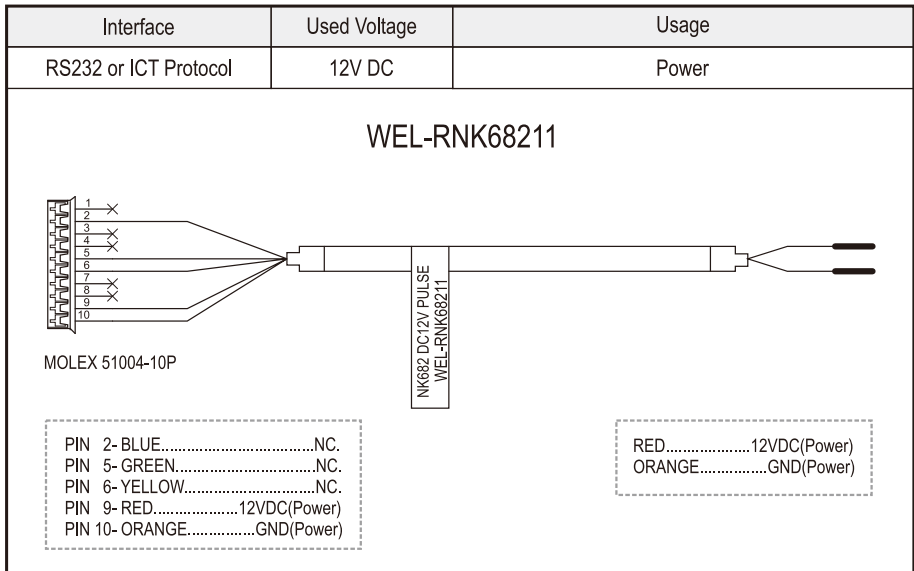 Interface Used Voltage Usage
RS232 or ICT Protocol 12V DC Power
WEL-RNK68211
1
2
3
4
5
6
7
8
9
10
MOLEX 51004-10P
NK682 DC12V PULSE
WEL-RNK68211
PIN 2- BLUE..............................NC.
PIN 5- GREEN...........................NC.
PIN 6- YELLOW.........................NC.
PIN 9- RED.................12VDC(Power)
PIN 10- ORANGE..............GND(Power)
RED................12VDC(Power)
ORANGE.............GND(Power)